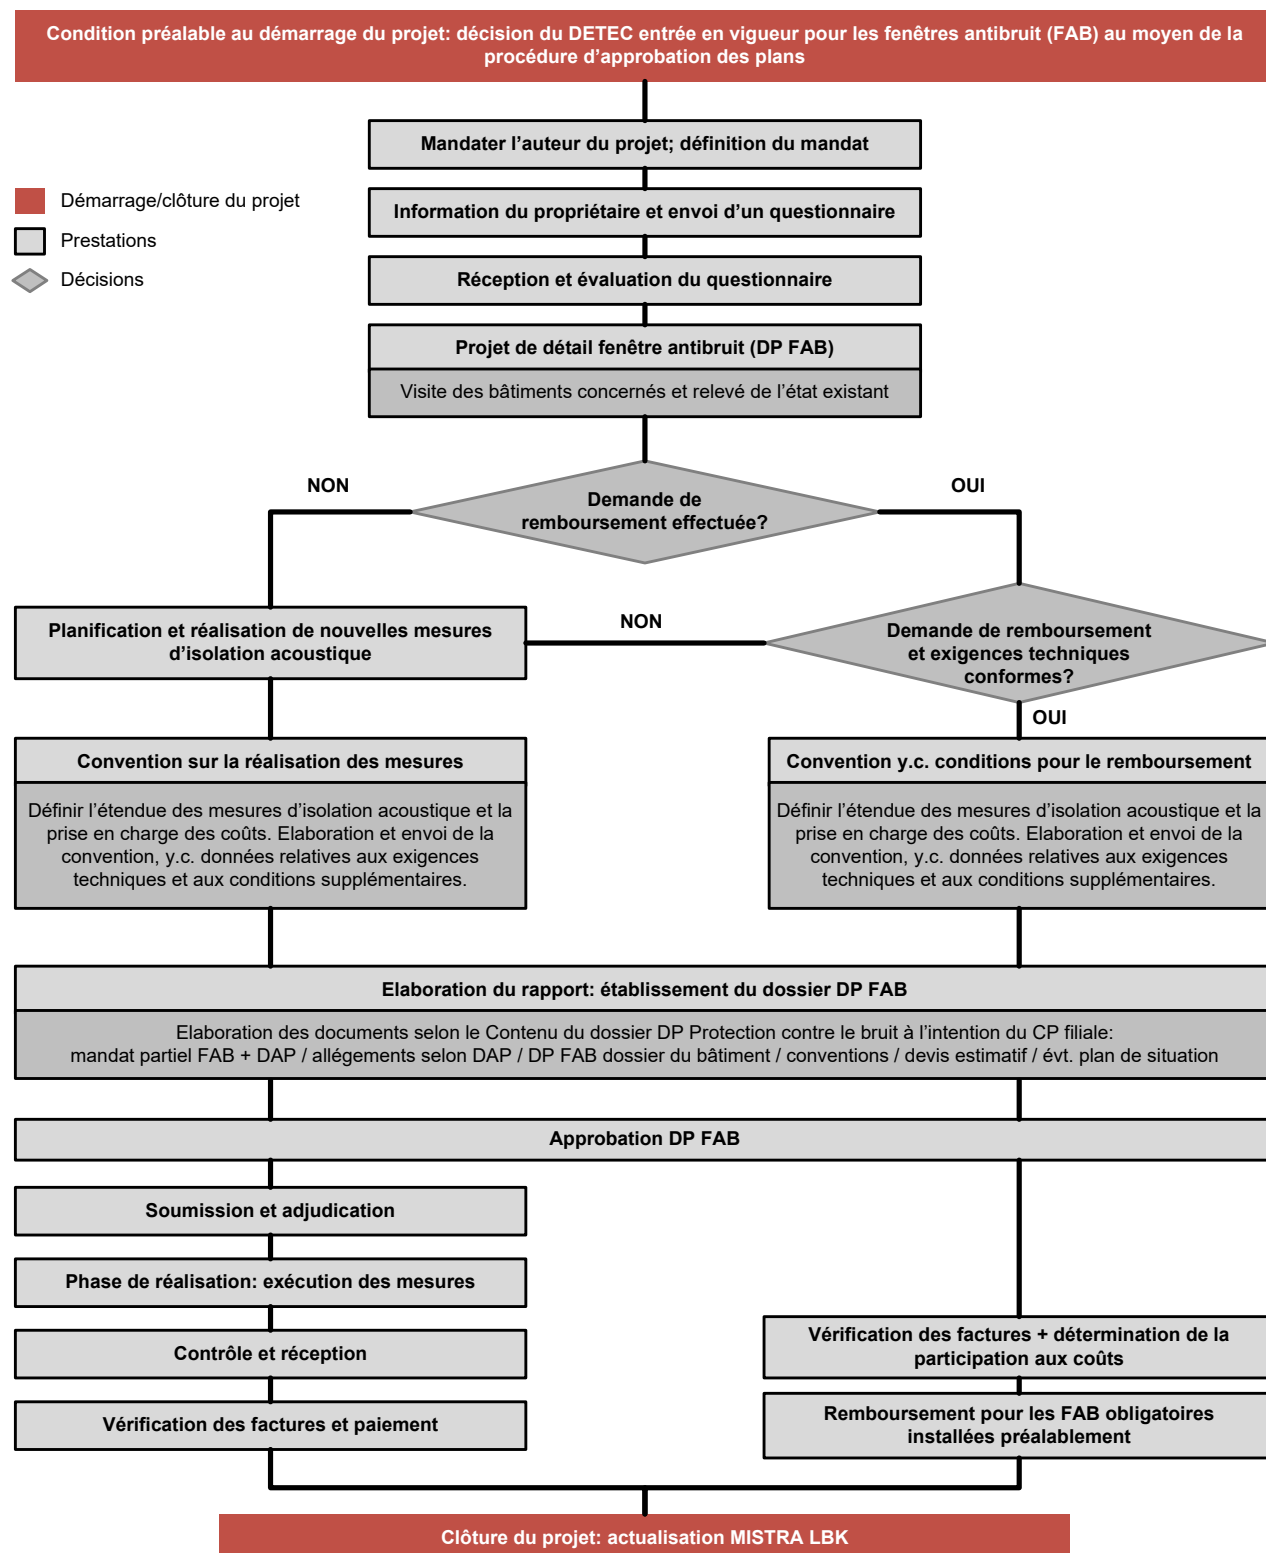 Condition préalable au démarrage du projet: décision du DETEC entrée en vigueur pour les fenêtres antibruit (FAB) au moyen de la
procédure d’approbation des plans
Mandater l’auteur du projet; définition du mandat
Démarrage/clôture du projet
Prestations
Décisions
Information du propriétaire et envoi d’un questionnaire
Réception et évaluation du questionnaire
Projet de détail fenêtre antibruit (DP FAB)
Visite des bâtiments concernés et relevé de l’état existant
NON
OUI
Demande de
remboursement effectuée?
Planification et réalisation de nouvelles mesures
d’isolation acoustique
NON
Demande de remboursement
et exigences techniques
conformes?
OUI
Convention sur la réalisation des mesures
Définir l’étendue des mesures d’isolation acoustique et la
prise en charge des coûts. Elaboration et envoi de la
convention, y.c. données relatives aux exigences
techniques et aux conditions supplémentaires.
Convention y.c. conditions pour le remboursement
Définir l’étendue des mesures d’isolation acoustique et la
prise en charge des coûts. Elaboration et envoi de la
convention, y.c. données relatives aux exigences
techniques et aux conditions supplémentaires.
Elaboration du rapport: établissement du dossier DP FAB
Elaboration des documents selon le Contenu du dossier DP Protection contre le bruit à l’intention du CP filiale:
mandat partiel FAB + DAP / allégements selon DAP / DP FAB dossier du bâtiment / conventions / devis estimatif / évt. plan de situation
Approbation DP FAB
Soumission et adjudication
Phase de réalisation: exécution des mesures
Contrôle et réception
Vérification des factures et paiement
Vérification des factures + détermination de la
participation aux coûts
Remboursement pour les FAB obligatoires
installées préalablement
Clôture du projet: actualisation MISTRA LBK